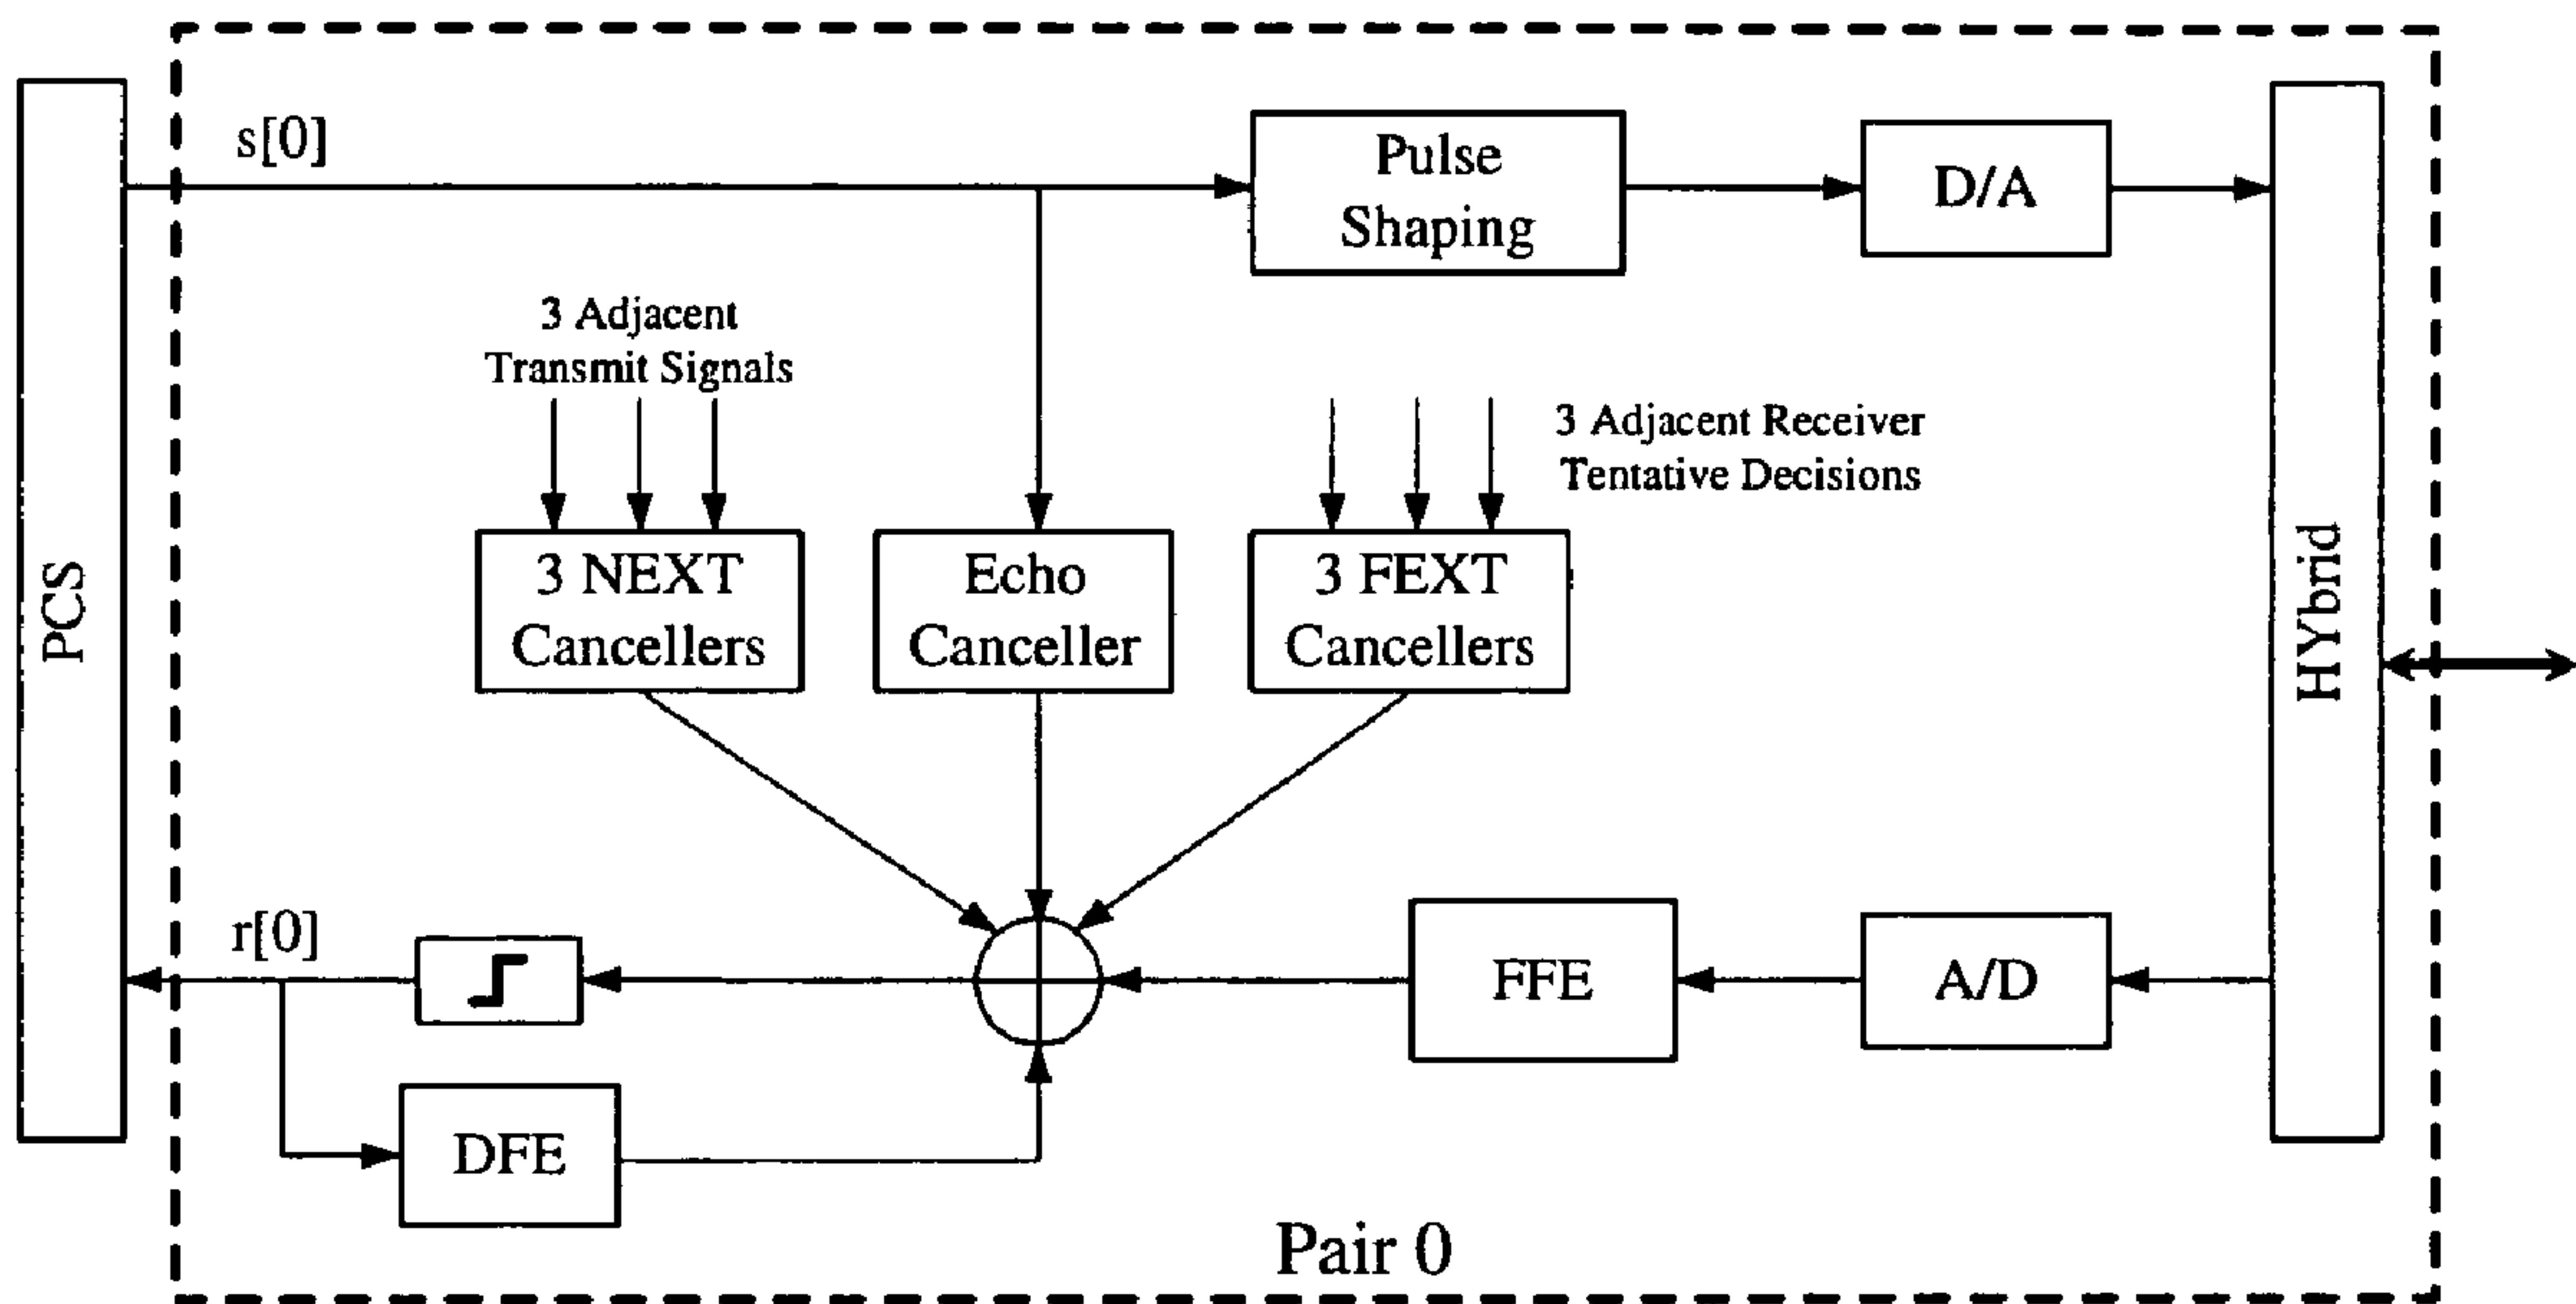 s[0]
Pulse
Shaping
D/A
3 Adjacent
Transmit Signals
3 Adjacent Receiver
Tentative Decisions
PCS
3 NEXT
Cancellers
Echo
Canceller
3 FEXT
Cancellers
HYbrid
r[0]
FFE
A/D
DFE
Pair 0